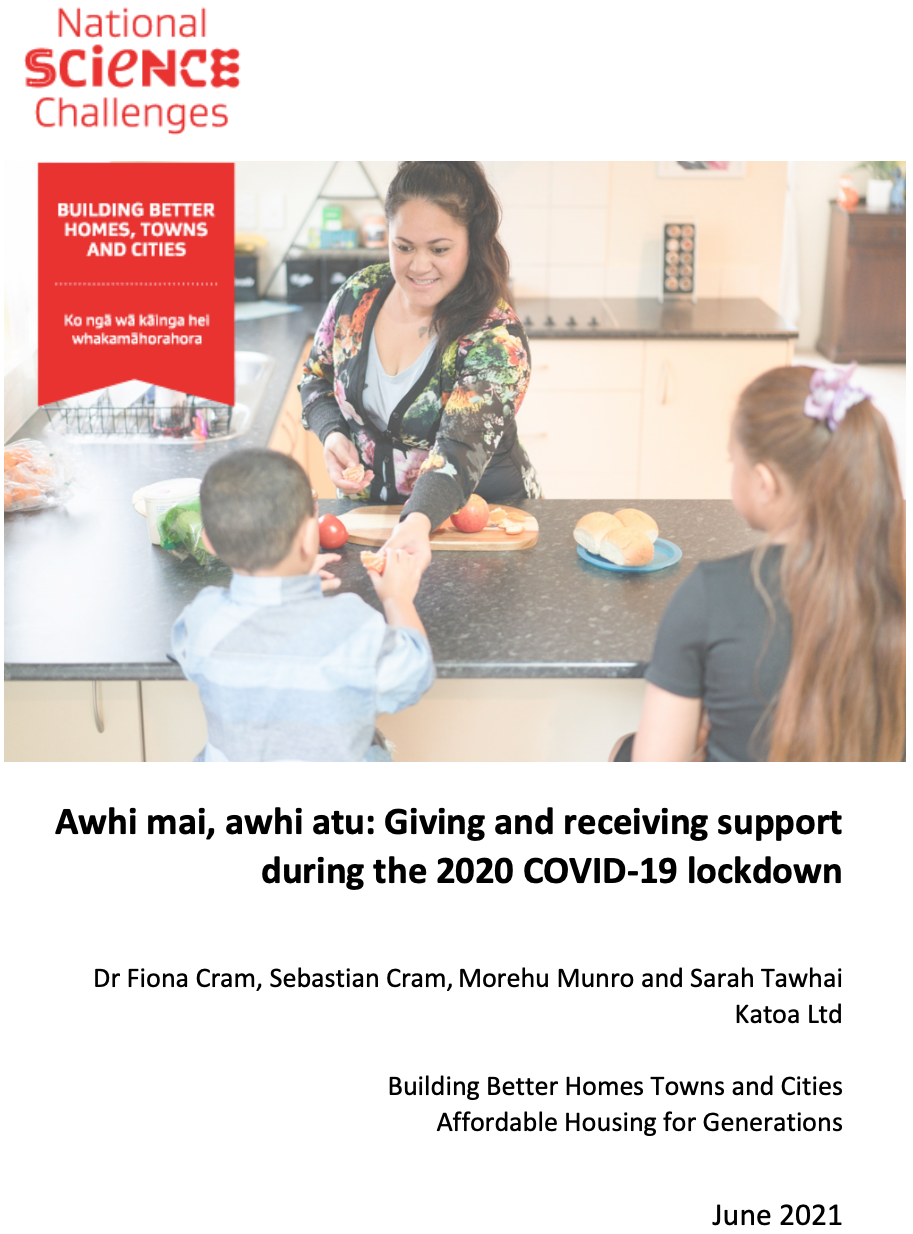 National
SCIENCE
Challenges
BUILDING BETTER
HOMES, TOWNS
AND CITIES
Ko ngā wā kāinga hei
whakamāhorahora
Awhi mai, awhi atu: Giving and receiving support
during the 2020 COVID-19 lockdown
Dr Fiona Cram, Sebastian Cram, Morehu Munro and Sarah Tawhai
Katoa Ltd
Building Better Homes Towns and Cities
Affordable Housing for Generations
June 2021